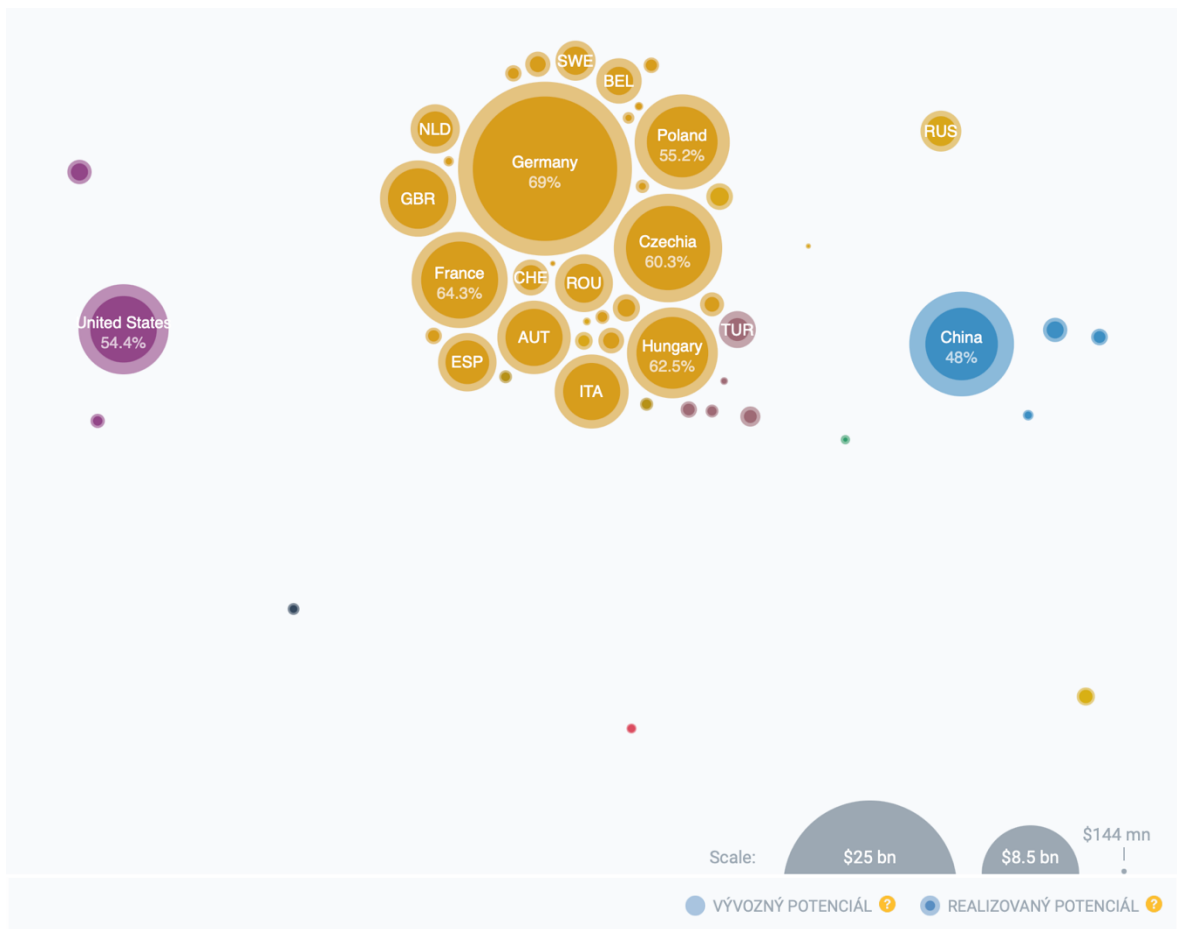 SWE
BEL
NLD
Poland
55.2%
RUS
Germany
69%
GBR
Czechia
60.3%
France
64.3%
CHE
ROU
United States
54.4%
TUR
AUT
China
48%
Hungary
62.5%
ESP
ITA
$144 mn
Scale:
$25 bn
$8.5 bn
VÝVOZNÝ POTENCIÁL ?
REALIZOVANÝ POTENCIÁL ?